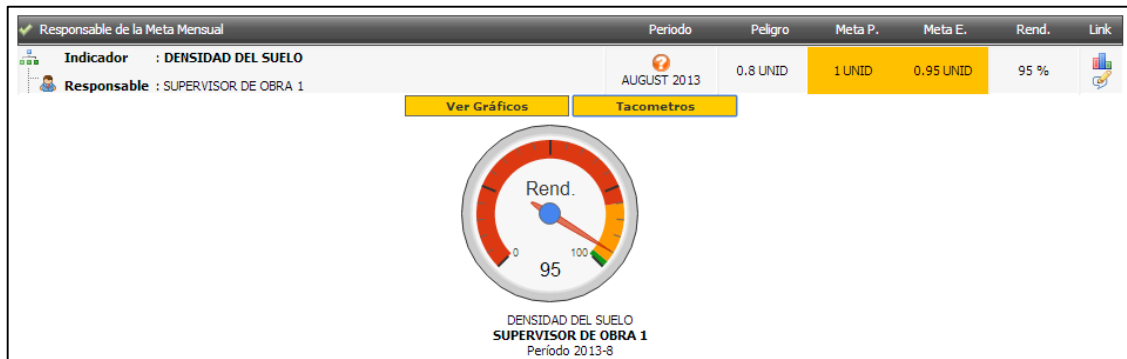 Responsable de la Meta Mensual Periodo Peligro Meta P. Meta E. Rend. Link
Indicador : DENSIDAD DEL SUELO
Responsable : SUPERVISOR DE OBRA 1
AUGUST 2013 0.8 UNID 1 UNID 0.95 UNID 95 %
Ver Gráficos Tacometros
Rend.
0 100
95
DENSIDAD DEL SUELO
SUPERVISOR DE OBRA 1
Período 2013-8